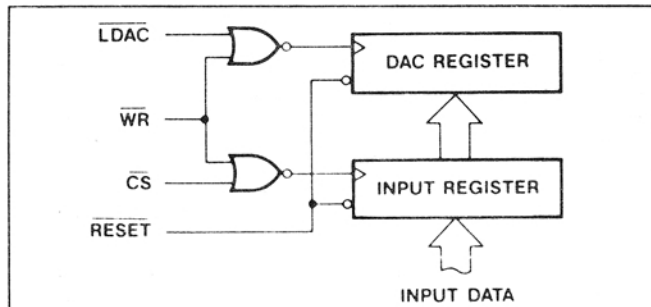 LDAC
DAC REGISTER
WR
CS
INPUT REGISTER
RESET
INPUT DATA